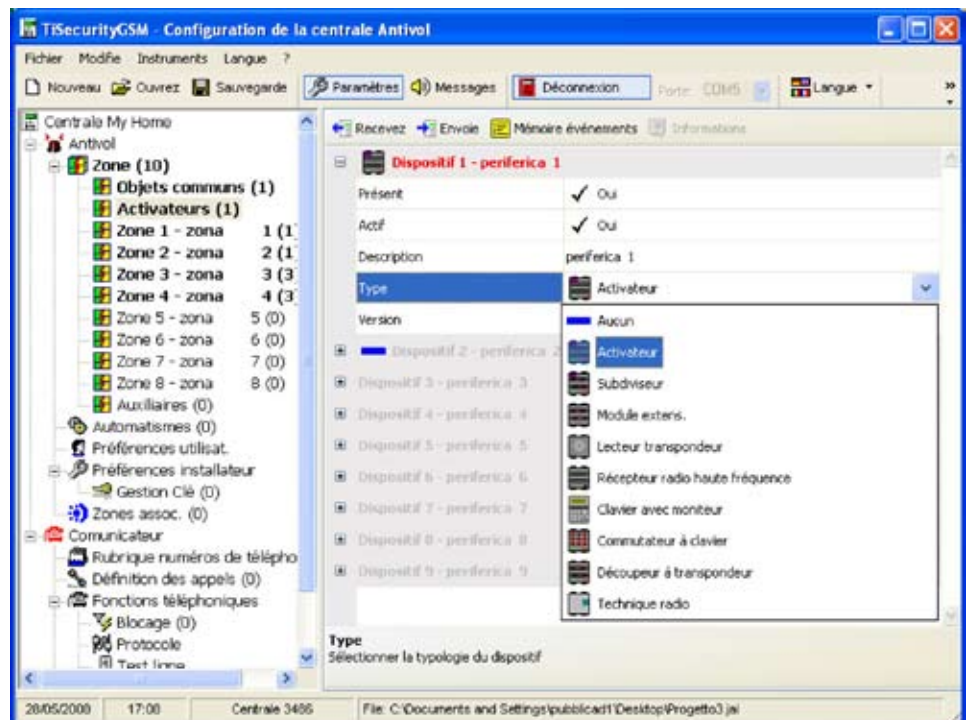 TiSecurityGSM - Configuration de la centrale Antivol
Fichier Modifie Instruments Langue ?
Nouveau Ouvrez Sauvegarde Paramètres Messages Déconnexion Porte: COM5 Langue
Recevez Envoie Mémoire événements Informations
Centrale My Home
Antivol
Zone (10)
Objets communs (1)
Activateurs (1)
Zone 1 - zona 1 (1
Zone 2 - zona 2 (1
Zone 3 - zona 3 (3
Zone 4 - zona 4 (3
Zone 5 - zona 5 (0)
Zone 6 - zona 6 (0)
Zone 7 - zona 7 (0)
Zone 8 - zona 8 (0)
Auxiliaires (0)
Automatismes (0)
Préférences utilisat.
Préférences installateur
Gestion Clè (0)
Zones assoc. (0)
Comunicateur
Rubrique numéros de télépho
Définition des appels (0)
Fonctions téléphoniques
Blocage (0)
Protocole
Test ligne
Dispositif 1 - periferica 1
Présent Oui
Actif Oui
Description periferica 1
Type Activateur
Version
Aucun
Activateur
Subdiviseur
Module extens.
Lecteur transpondeur
Récepteur radio haute fréquence
Clavier avec moniteur
Commutateur à clavier
Découpeur à transpondeur
Technique radio
Dispositif 2 - periferica 2
Dispositif 3 - periferica 3
Dispositif 4 - periferica 4
Dispositif 5 - periferica 5
Dispositif 6 - periferica 6
Dispositif 7 - periferica 7
Dispositif 8 - periferica 8
Dispositif 9 - periferica 9
Type
Sélectionner la typologie du dispositif
28/05/2008 17:08 Centrale 3486 File: C:\Documents and Settings\pubblicad1\Desktop\Progetto3.jai